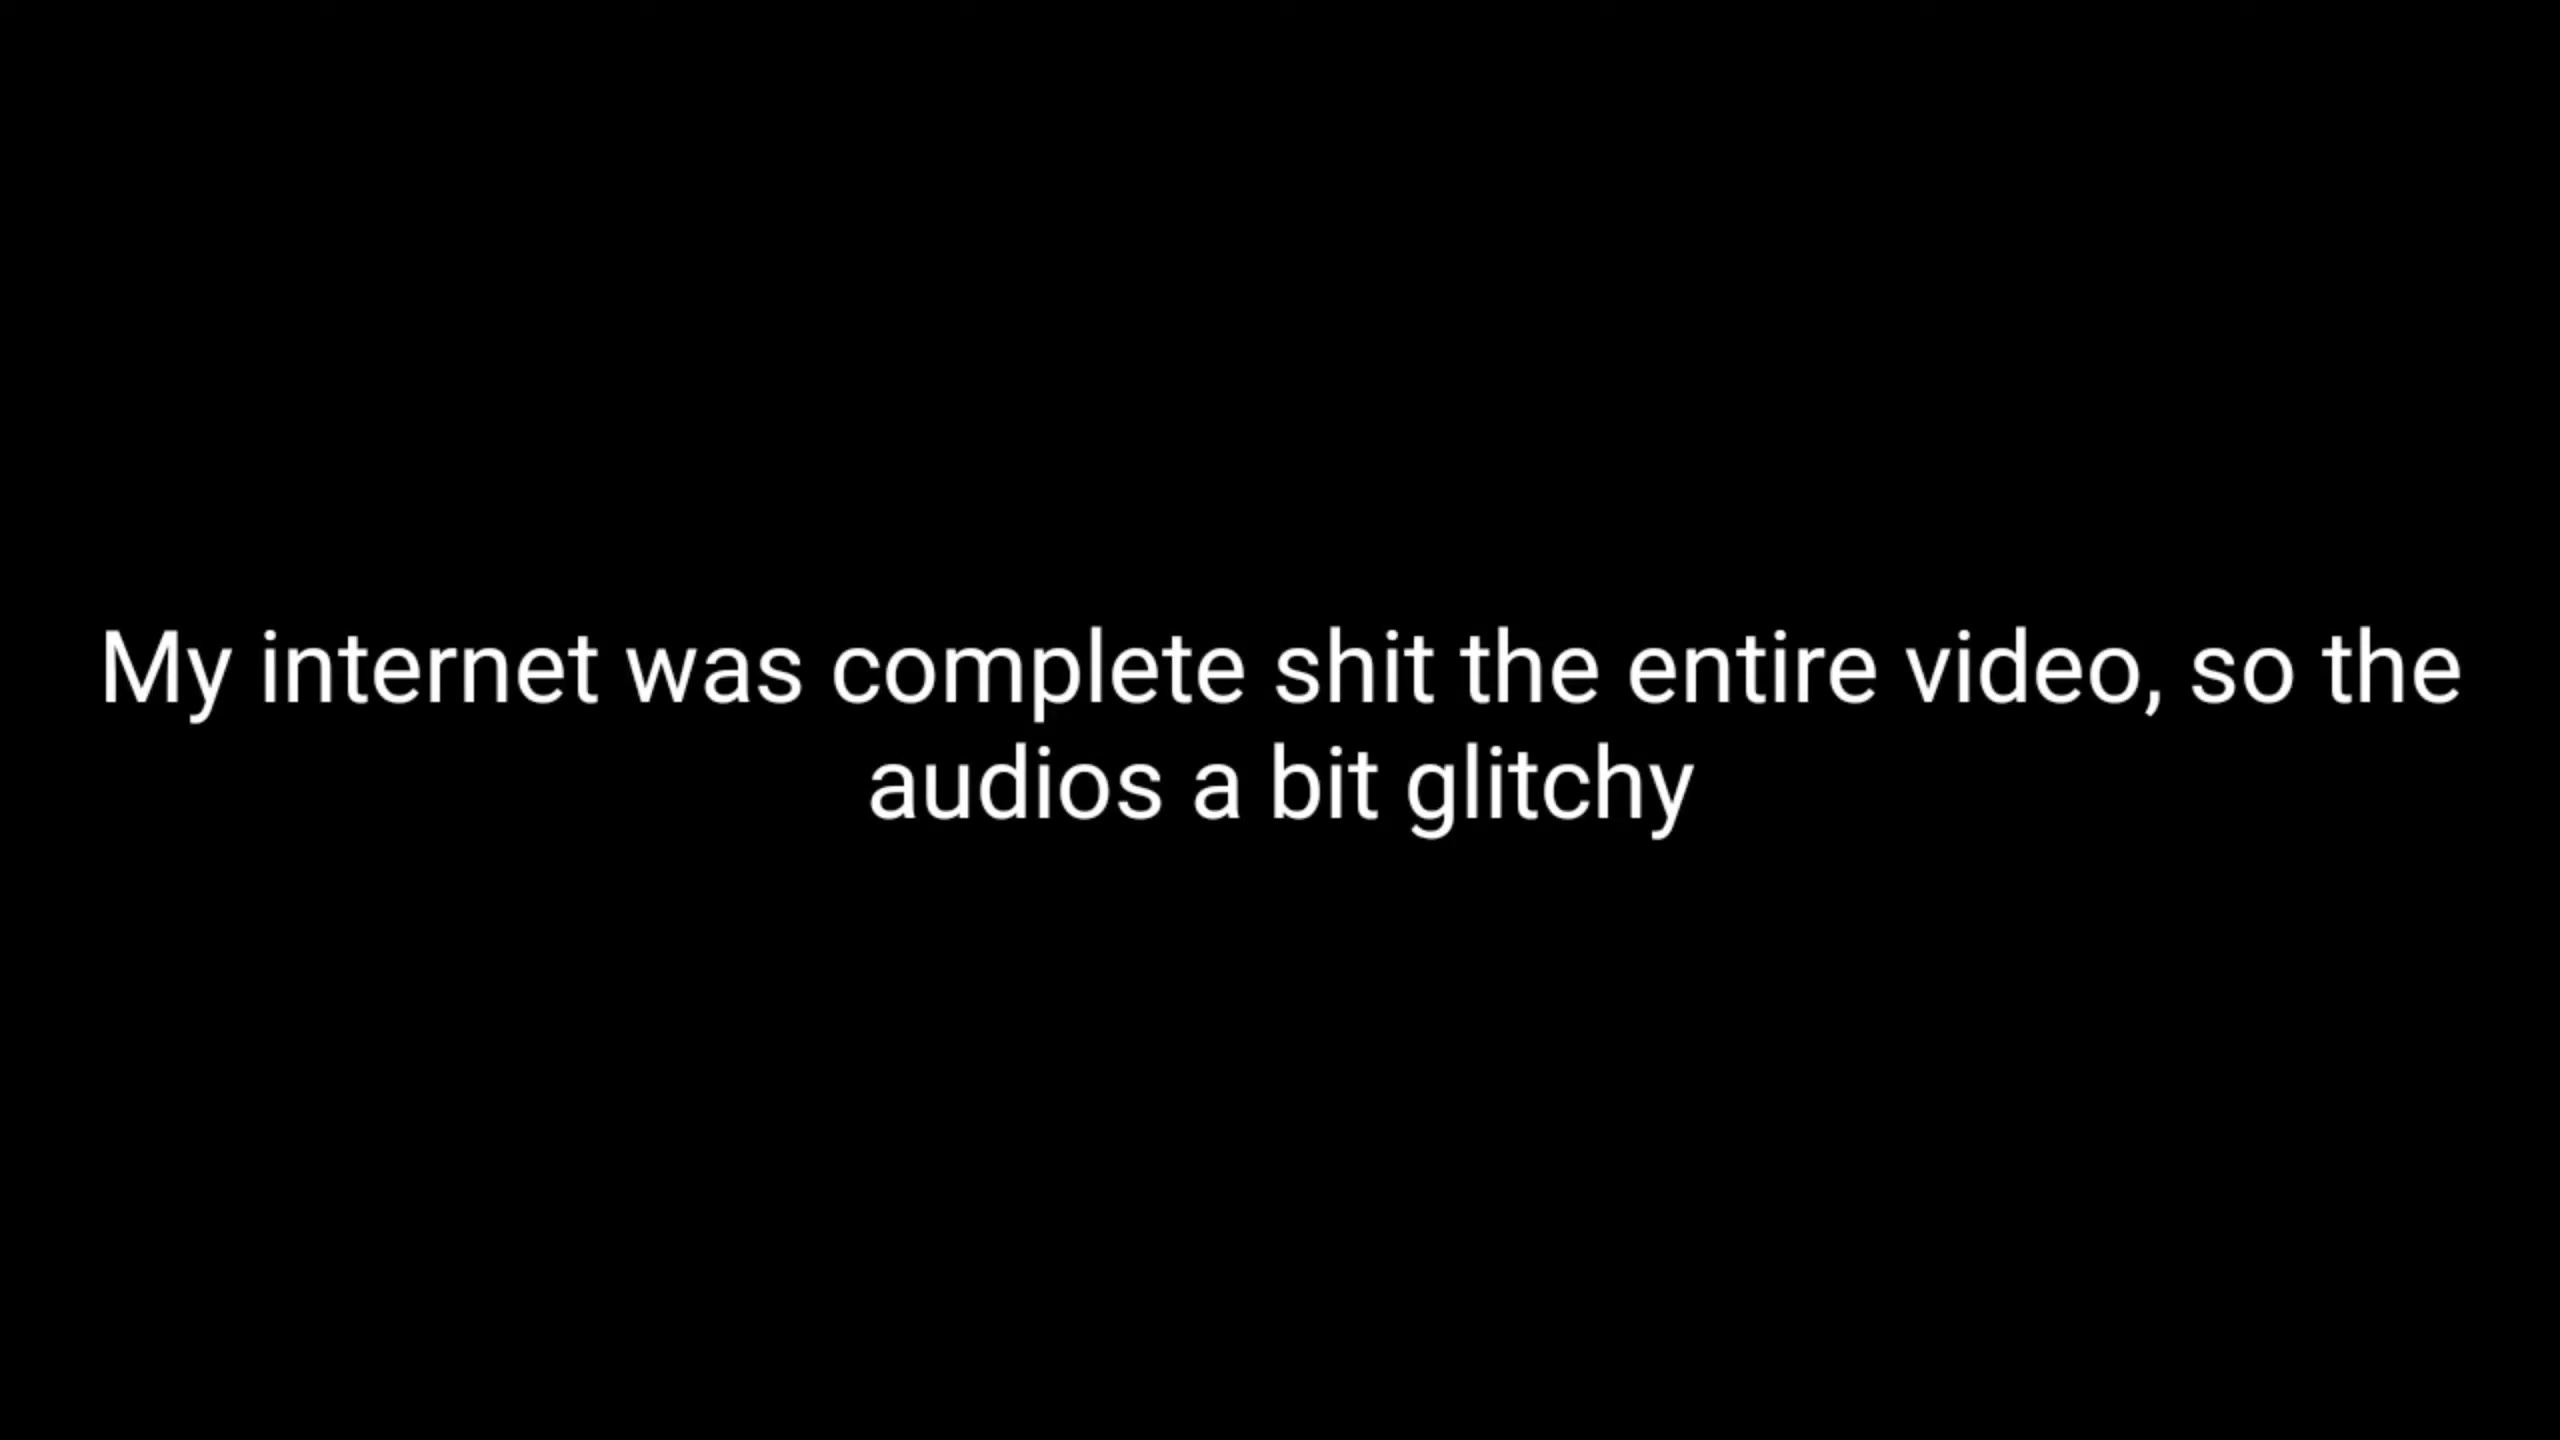 My internet was complete shit the entire video, so the
audios a bit glitchy